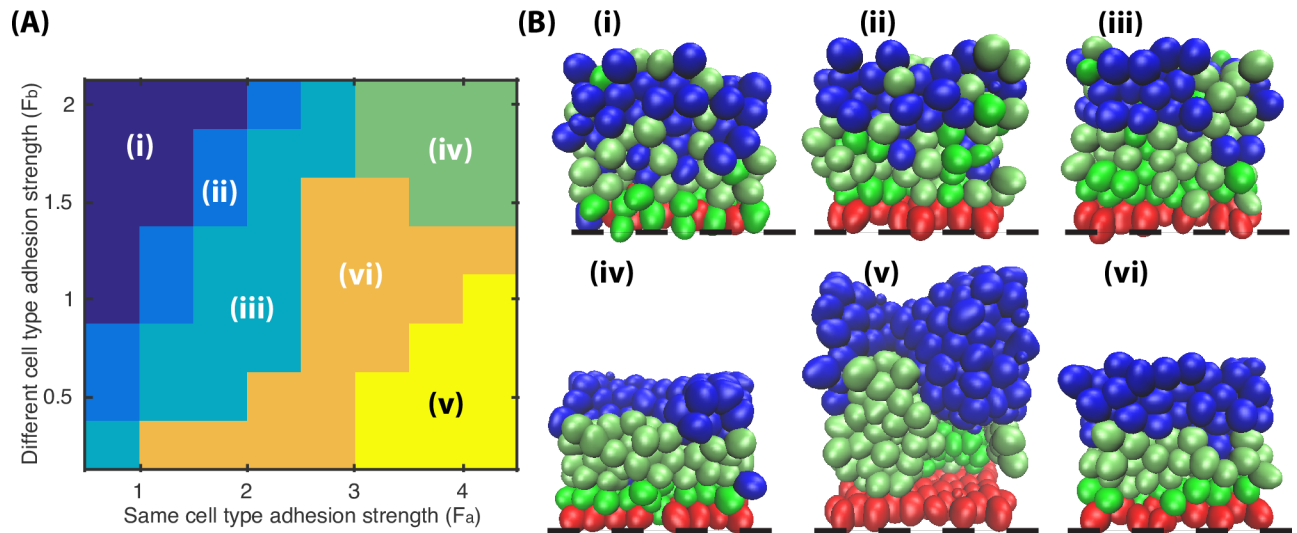 (A)
Different cell type adhesion strength (Fb)
2
1.5
1
0.5
(i)
(ii)
(iii)
(iv)
(v)
(vi)
1
2
3
4
Same cell type adhesion strength (Fa)
(B)
(i)
(ii)
(iii)
(iv)
(v)
(vi)